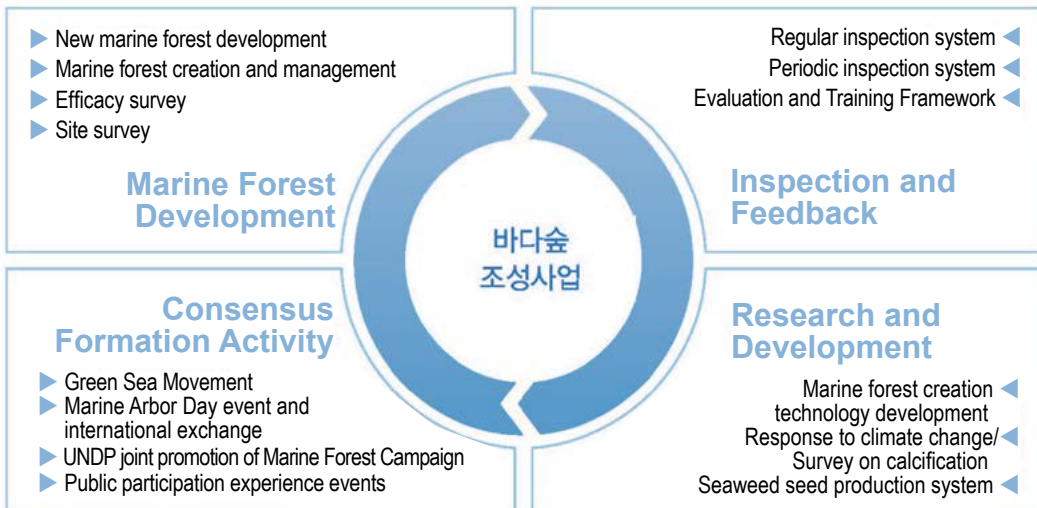 New marine forest development
Marine forest creation and management
Efficacy survey
Site survey
Marine Forest
Development
Regular inspection system
Periodic inspection system
Evaluation and Training Framework
Inspection and
Feedback
바다숲
조성사업
Consensus
Formation Activity
Green Sea Movement
Marine Arbor Day event and
international exchange
UNDP joint promotion of Marine Forest Campaign
Public participation experience events
Research and
Development
Marine forest creation
technology development
Response to climate change/
Survey on calcification
Seaweed seed production system